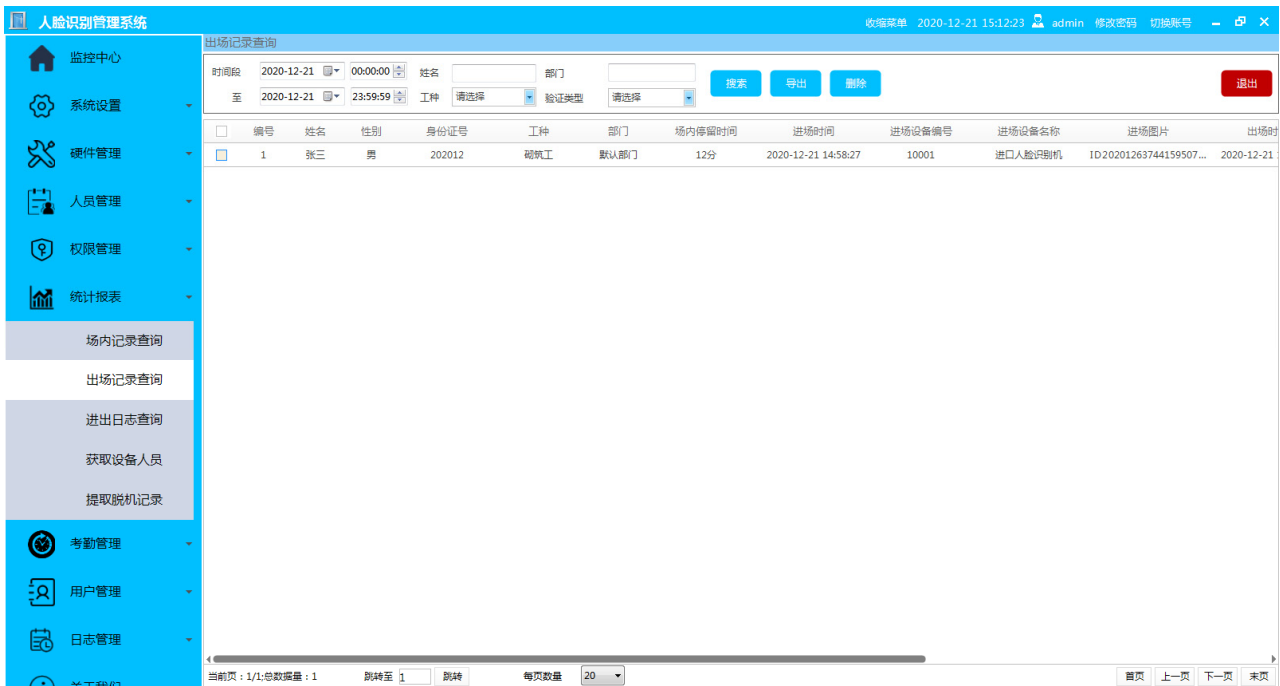 人脸识别管理系统 收缩菜单 2020-12-21 15:12:23 admin 修改密码 切换账号
监控中心
系统设置
硬件管理
人员管理
权限管理
统计报表
场内记录查询
出场记录查询
进出日志查询
获取设备人员
提取脱机记录
考勤管理
用户管理
日志管理
出场记录查询
时间段 2020-12-21 00:00:00 姓名 部门 搜索 导出 删除 退出
至 2020-12-21 23:59:59 工种 请选择 验证类型 请选择
编号 姓名 性别 身份证号 工种 部门 场内停留时间 进场时间 进场设备编号 进场设备名称 进场图片 出场时
1 张三 男 202012 砌筑工 默认部门 12分 2020-12-21 14:58:27 10001 进口人脸识别机 ID20201263744159507... 2020-12-21
当前页：1/1;总数据量：1 跳转至 1 跳转 每页数量 20 首页 上一页 下一页 末页